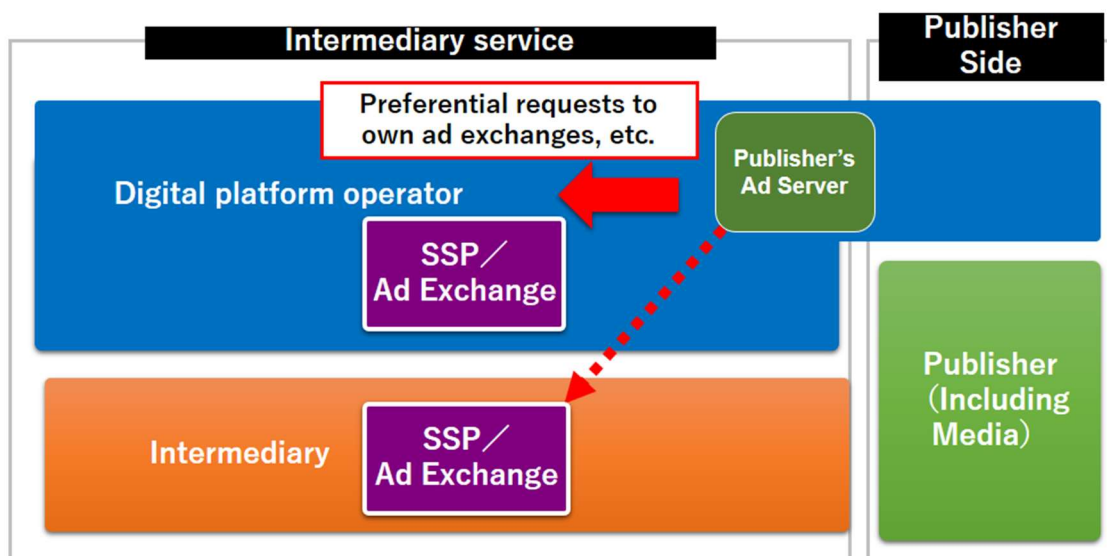 Intermediary service
Publisher
Side
Preferential requests to
own ad exchanges, etc.
Publisher's
Ad Server
Digital platform operator
SSP／
Ad Exchange
Publisher
（Including
Media）
Intermediary
SSP／
Ad Exchange